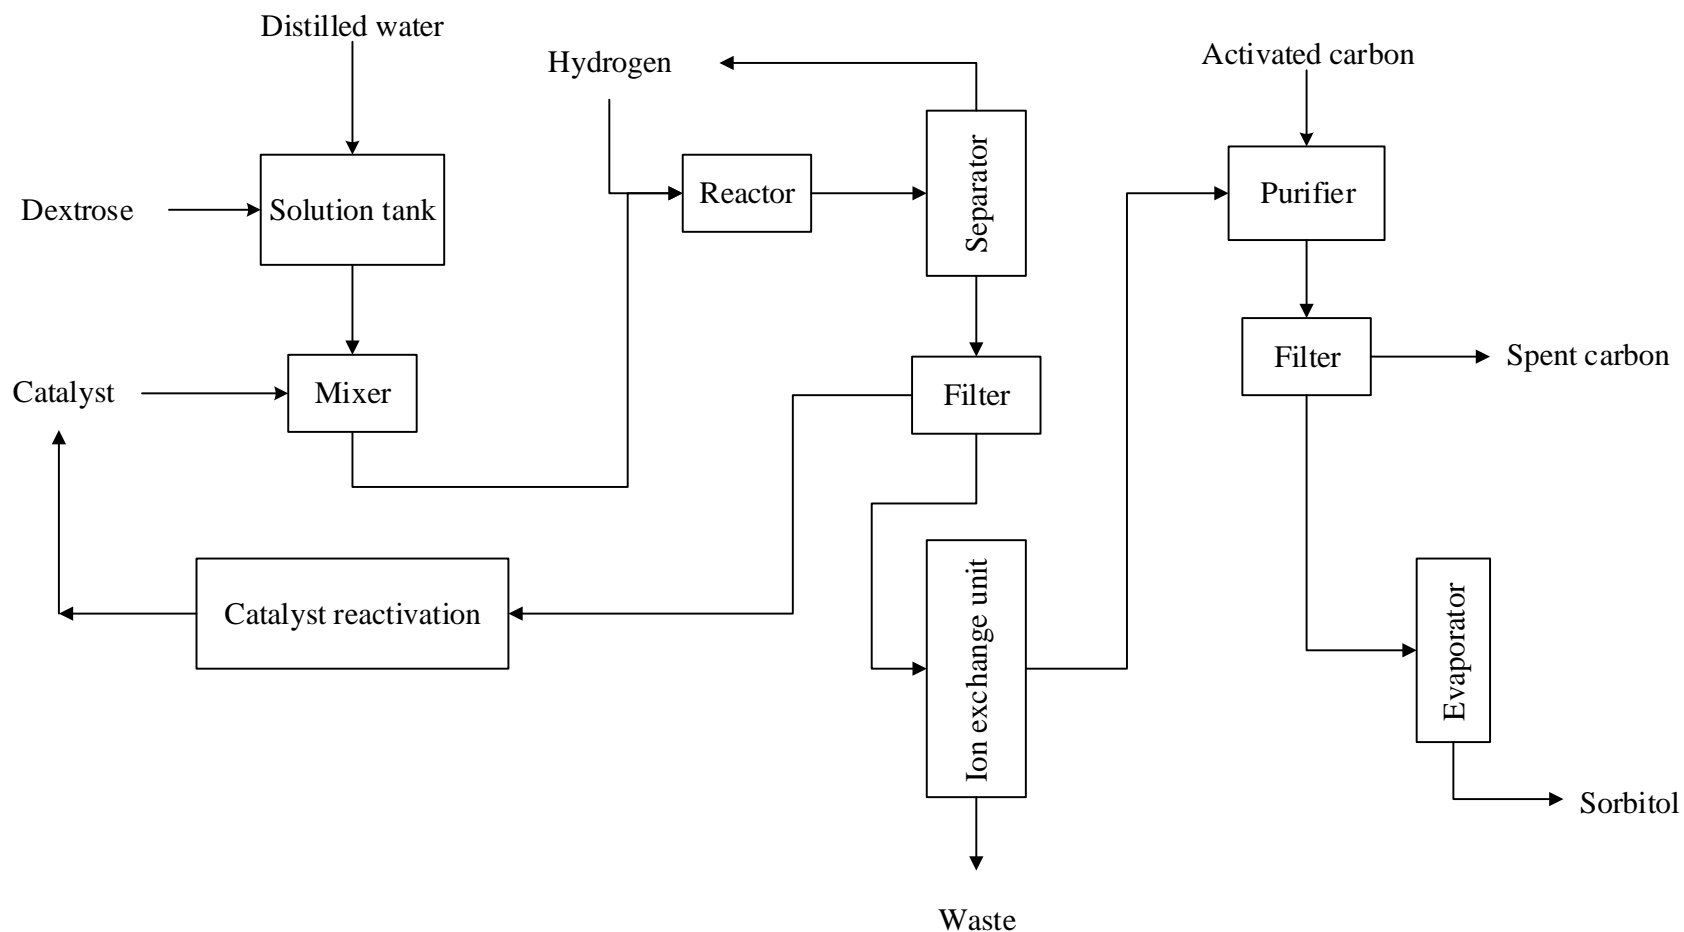 Distilled water
Hydrogen
Activated carbon
Separator
Reactor
Purifier
Dextrose
Solution tank
Filter
Spent carbon
Catalyst
Mixer
Filter
Catalyst reactivation
Ion exchange unit
Evaporator
Sorbitol
Waste